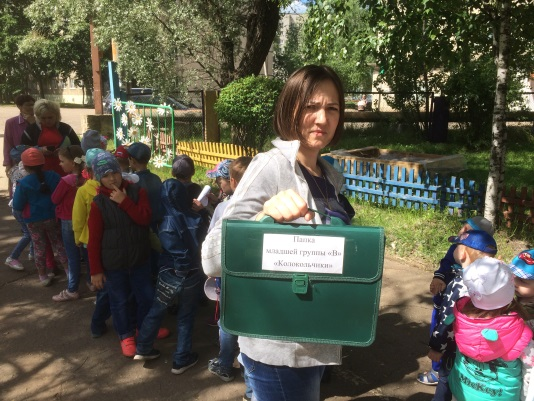 Папка
младшей группы «В»
«Колокольчики»